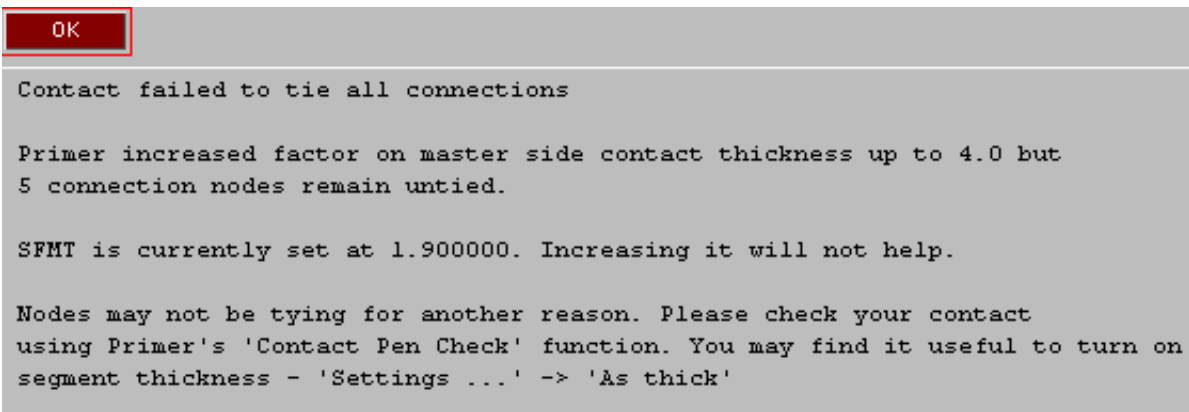 OK
Contact failed to tie all connections
Primer increased factor on master side contact thickness up to 4.0 but
5 connection nodes remain untied.
SFMT is currently set at 1.900000. Increasing it will not help.
Nodes may not be tying for another reason. Please check your contact
using Primer's 'Contact Pen Check' function. You may find it useful to turn on
segment thickness - 'Settings ...' -> 'As thick'